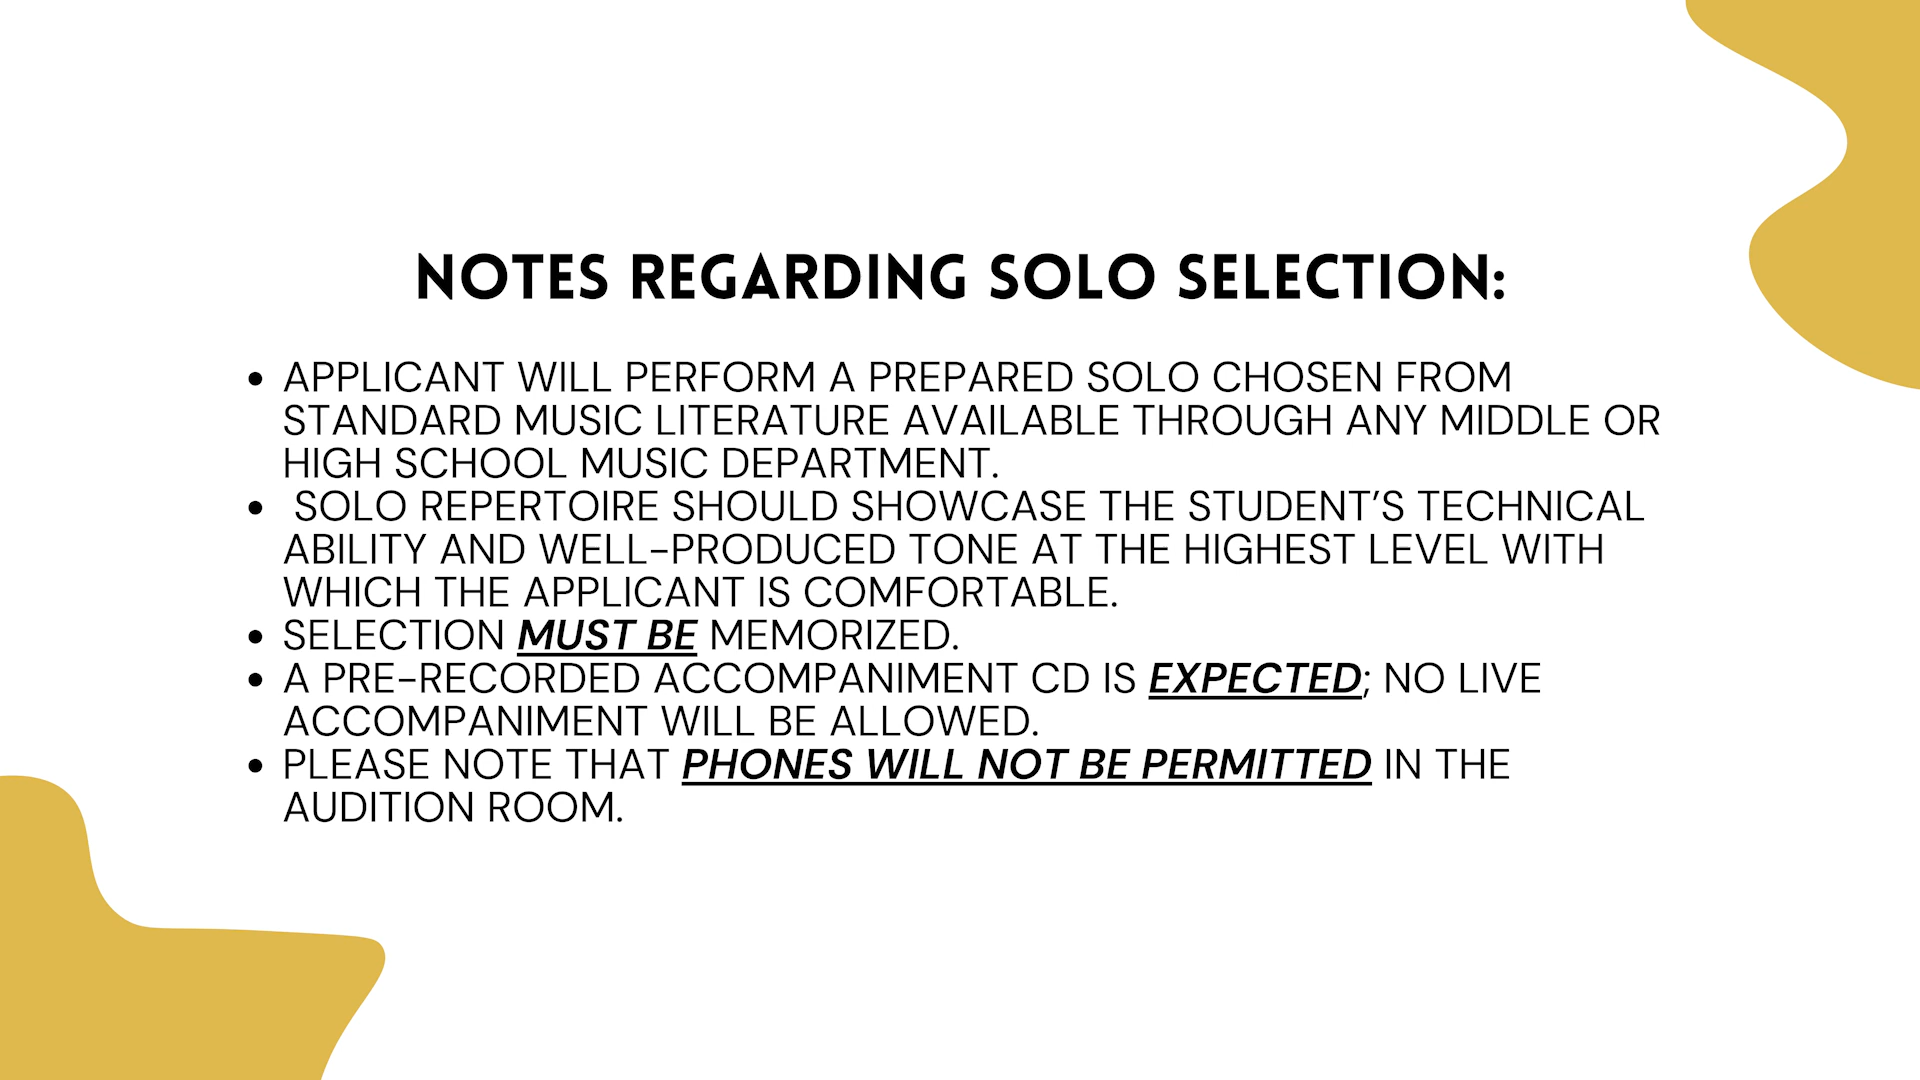 NOTES REGARDING SOLO SELECTION:
• APPLICANT WILL PERFORM A PREPARED SOLO CHOSEN FROM
STANDARD MUSIC LITERATURE AVAILABLE THROUGH ANY MIDDLE OR
HIGH SCHOOL MUSIC DEPARTMENT.
• SOLO REPERTOIRE SHOULD SHOWCASE THE STUDENT’S TECHNICAL
ABILITY AND WELL-PRODUCED TONE AT THE HIGHEST LEVEL WITH
WHICH THE APPLICANT IS COMFORTABLE.
• SELECTION MUST BE MEMORIZED.
• A PRE-RECORDED ACCOMPANIMENT CD IS EXPECTED; NO LIVE
ACCOMPANIMENT WILL BE ALLOWED.
• PLEASE NOTE THAT PHONES WILL NOT BE PERMITTED IN THE
AUDITION ROOM.